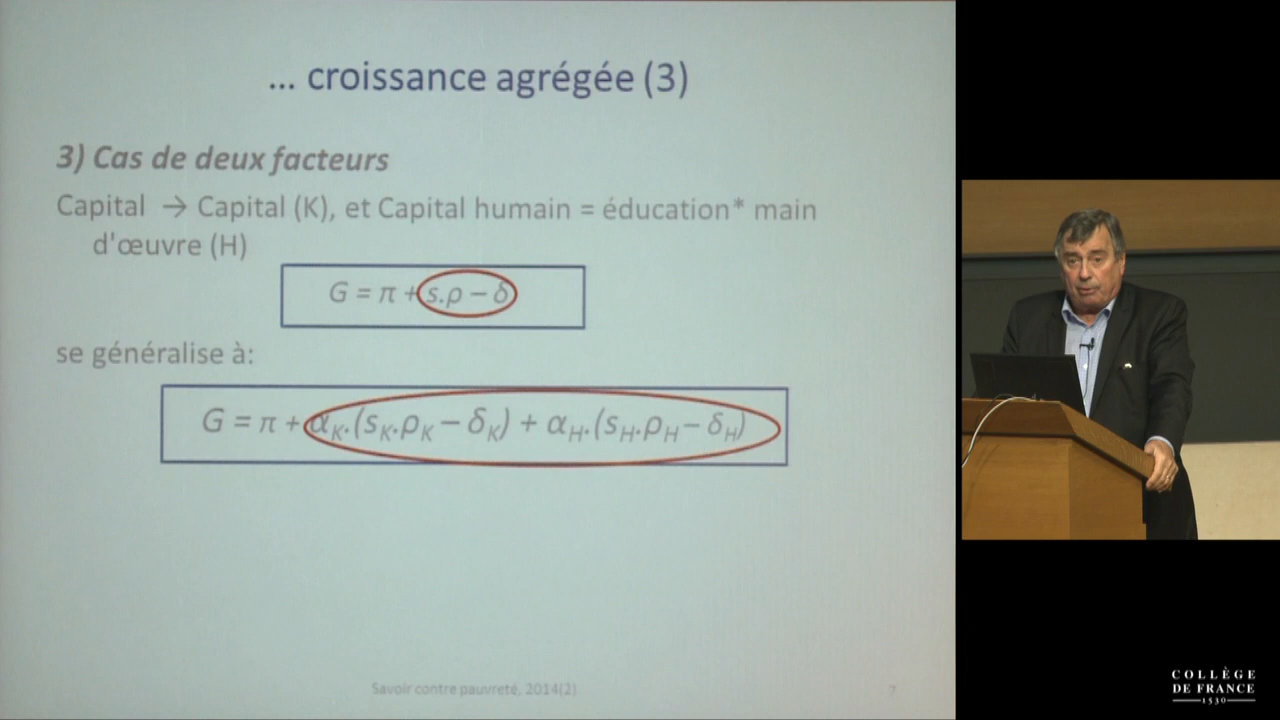 ... croissance agrégée (3)
3) Cas de deux facteurs
Capital → Capital (K), et Capital humain = éducation* main
d'œuvre (H)
G = π + s.ρ – δ
se généralise à:
G = π + αK.(sK.ρK – δK) + αH.(sH.ρH – δH)
Savoir contre pauvreté, 2014(2)
7
COLLÈGE
DE FRANCE
1530